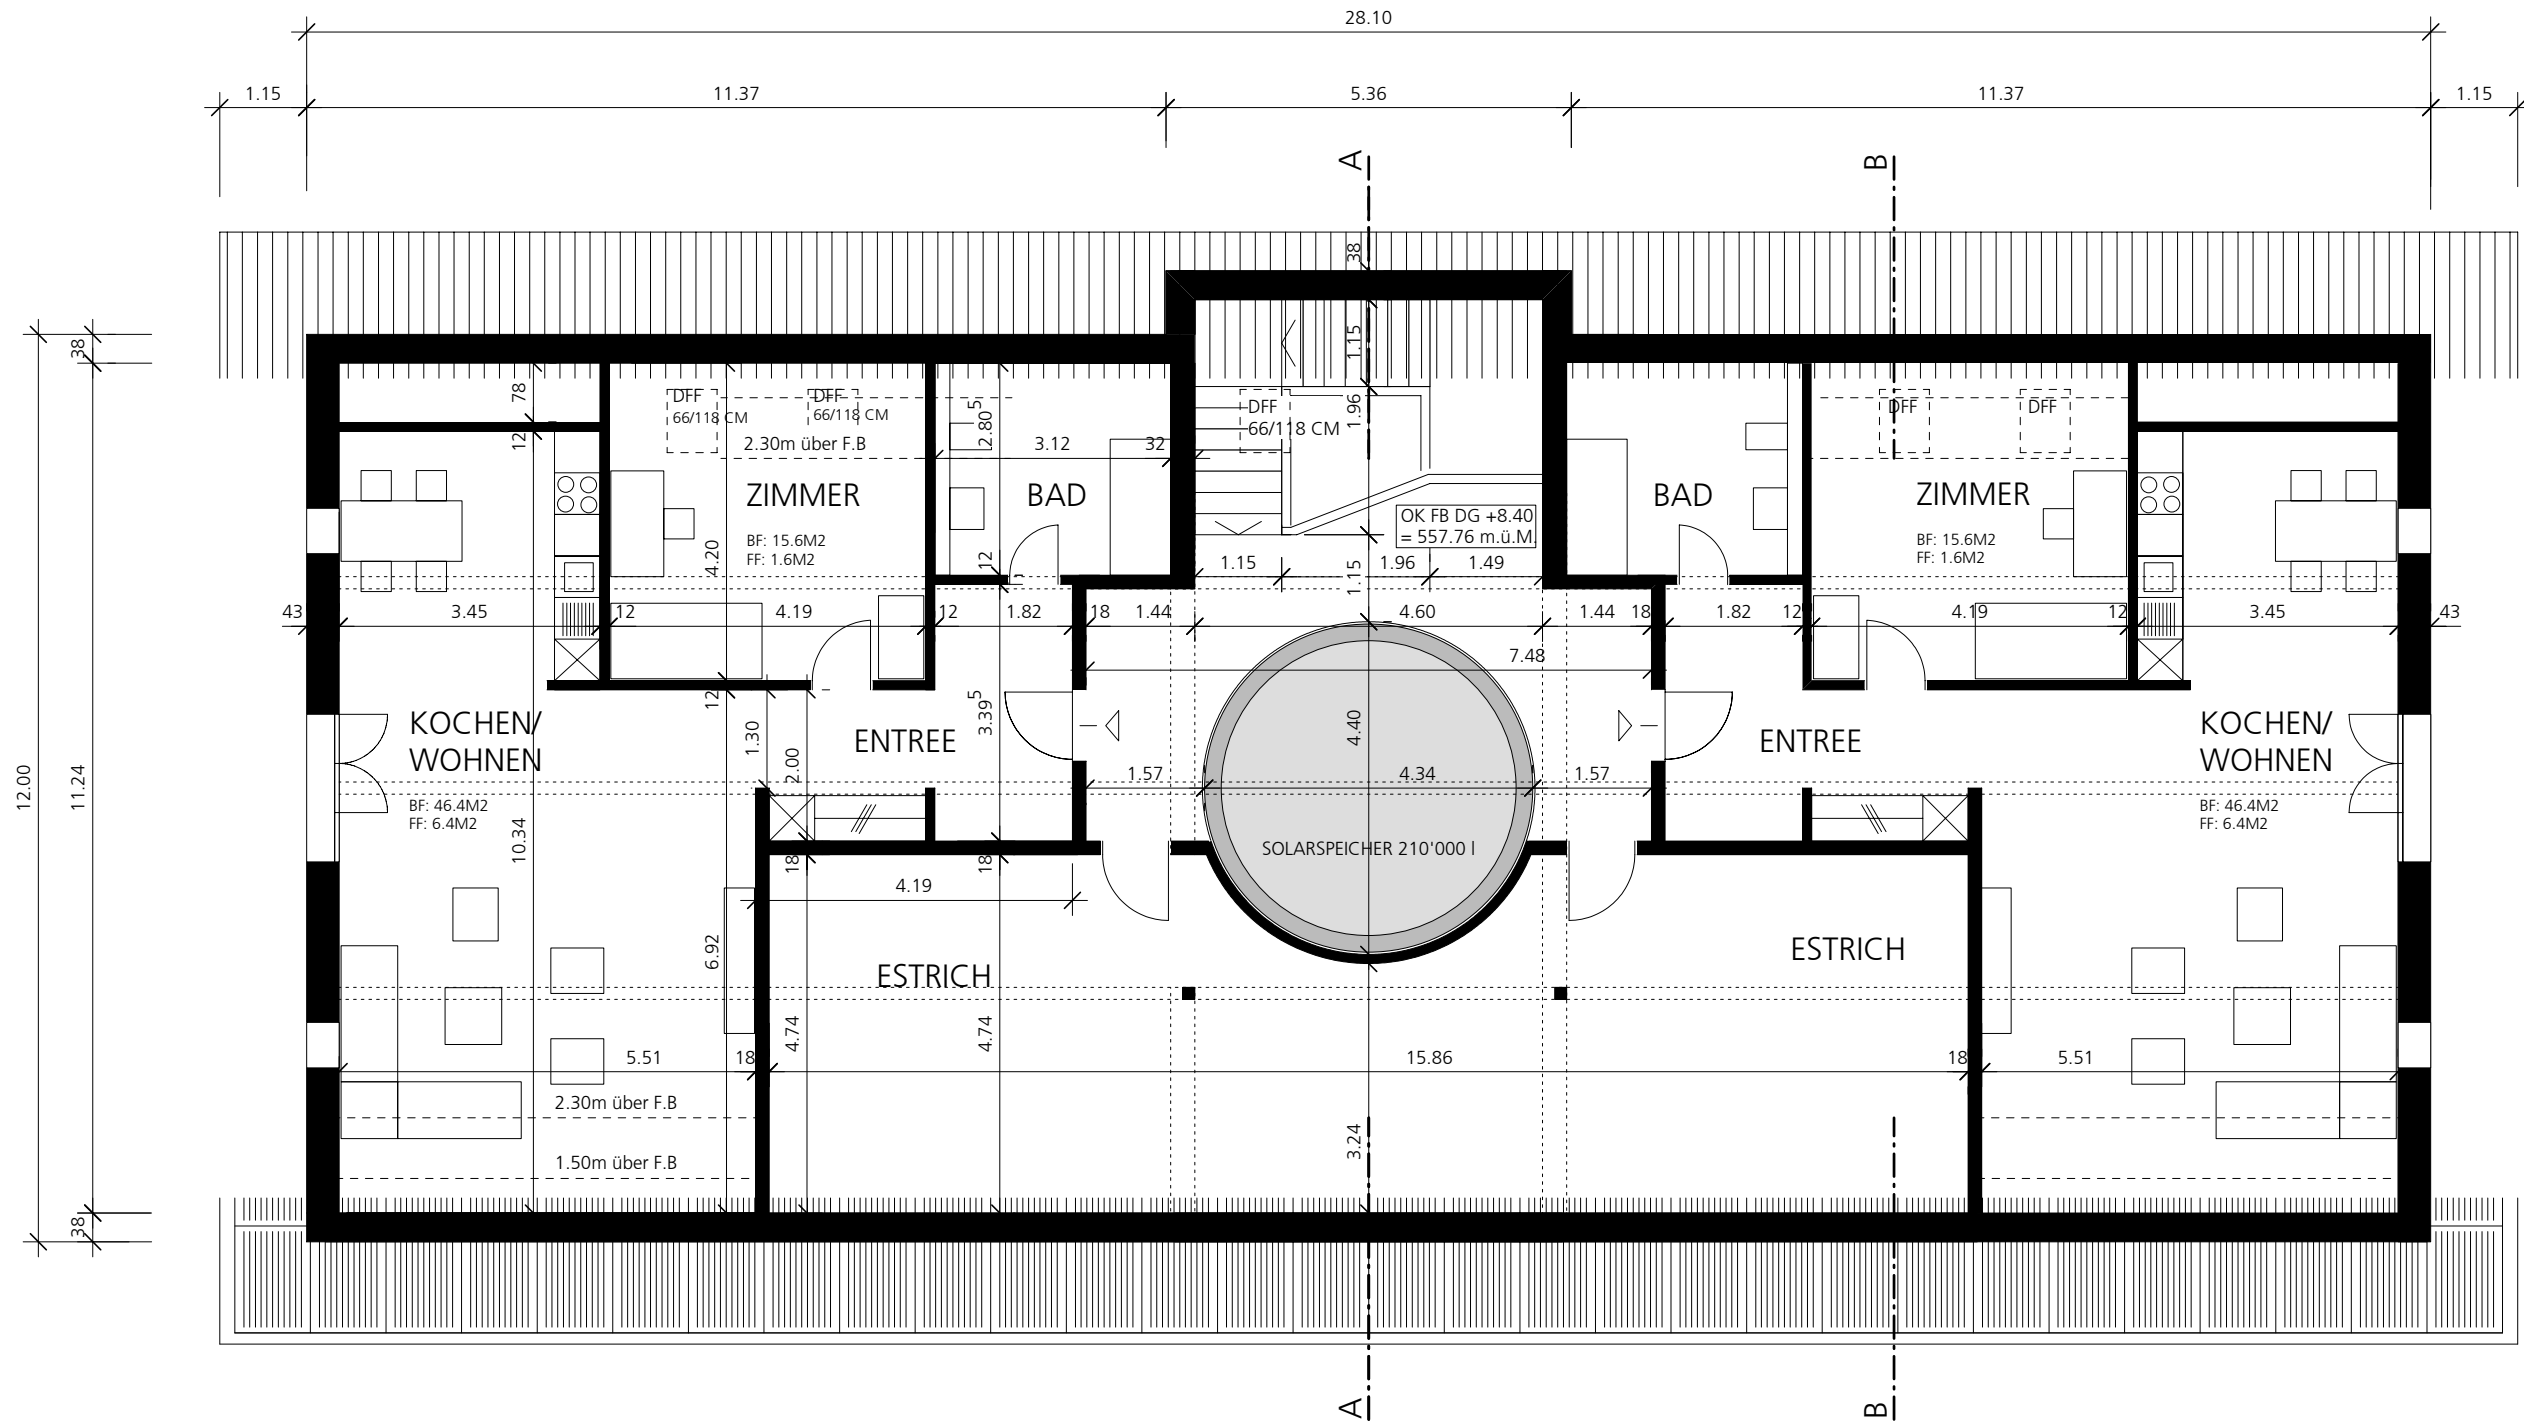 28.10
1.15
11.37
5.36
11.37
1.15
A
B
38
38
1.15
78
DFF
66/118 CM
DFF
66/118 CM
2.30m über F.B
2.80⁵
3.12
32
DFF
66/118 CM
1.96
DFF
DFF
12
ZIMMER
BF: 15.6M2
FF: 1.6M2
BAD
BAD
ZIMMER
BF: 15.6M2
FF: 1.6M2
OK FB DG +8.40
= 557.76 m.ü.M.
4.20
12
1.15
1.15
1.96
1.49
43
3.45
12
4.19
12
1.82
18
1.44
4.60
1.44
18
1.82
12
4.19
12
3.45
43
7.48
12
3.39⁵
KOCHEN/
WOHNEN
BF: 46.4M2
FF: 6.4M2
1.30
2.00
ENTREE
4.40
ENTREE
KOCHEN/
WOHNEN
BF: 46.4M2
FF: 6.4M2
12.00
11.24
10.34
1.57
4.34
1.57
SOLARSPEICHER 210'000 l
18
18
4.19
6.92
ESTRICH
ESTRICH
4.74
4.74
5.51
18
15.86
18
5.51
2.30m über F.B
3.24
1.50m über F.B
38
A
B